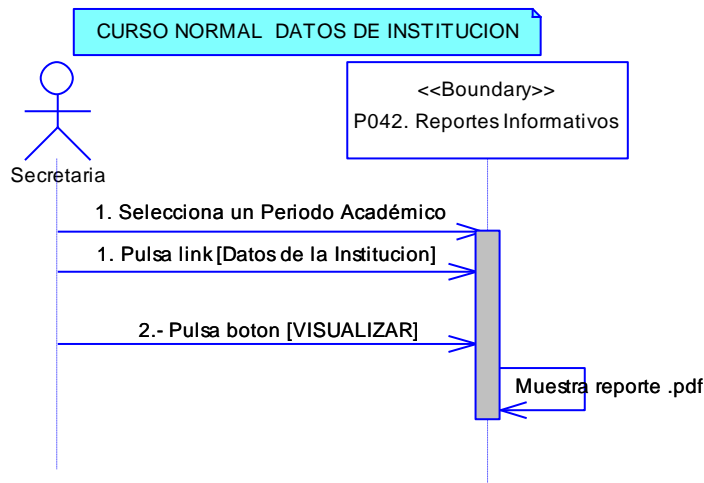 CURSO NORMAL  DATOS DE INSTITUCION
<<Boundary>>
P042. Reportes Informativos
Secretaria
1. Selecciona un Periodo Académico
1. Pulsa link [Datos de la Institucion]
2.- Pulsa boton [VISUALIZAR]
Muestra reporte .pdf